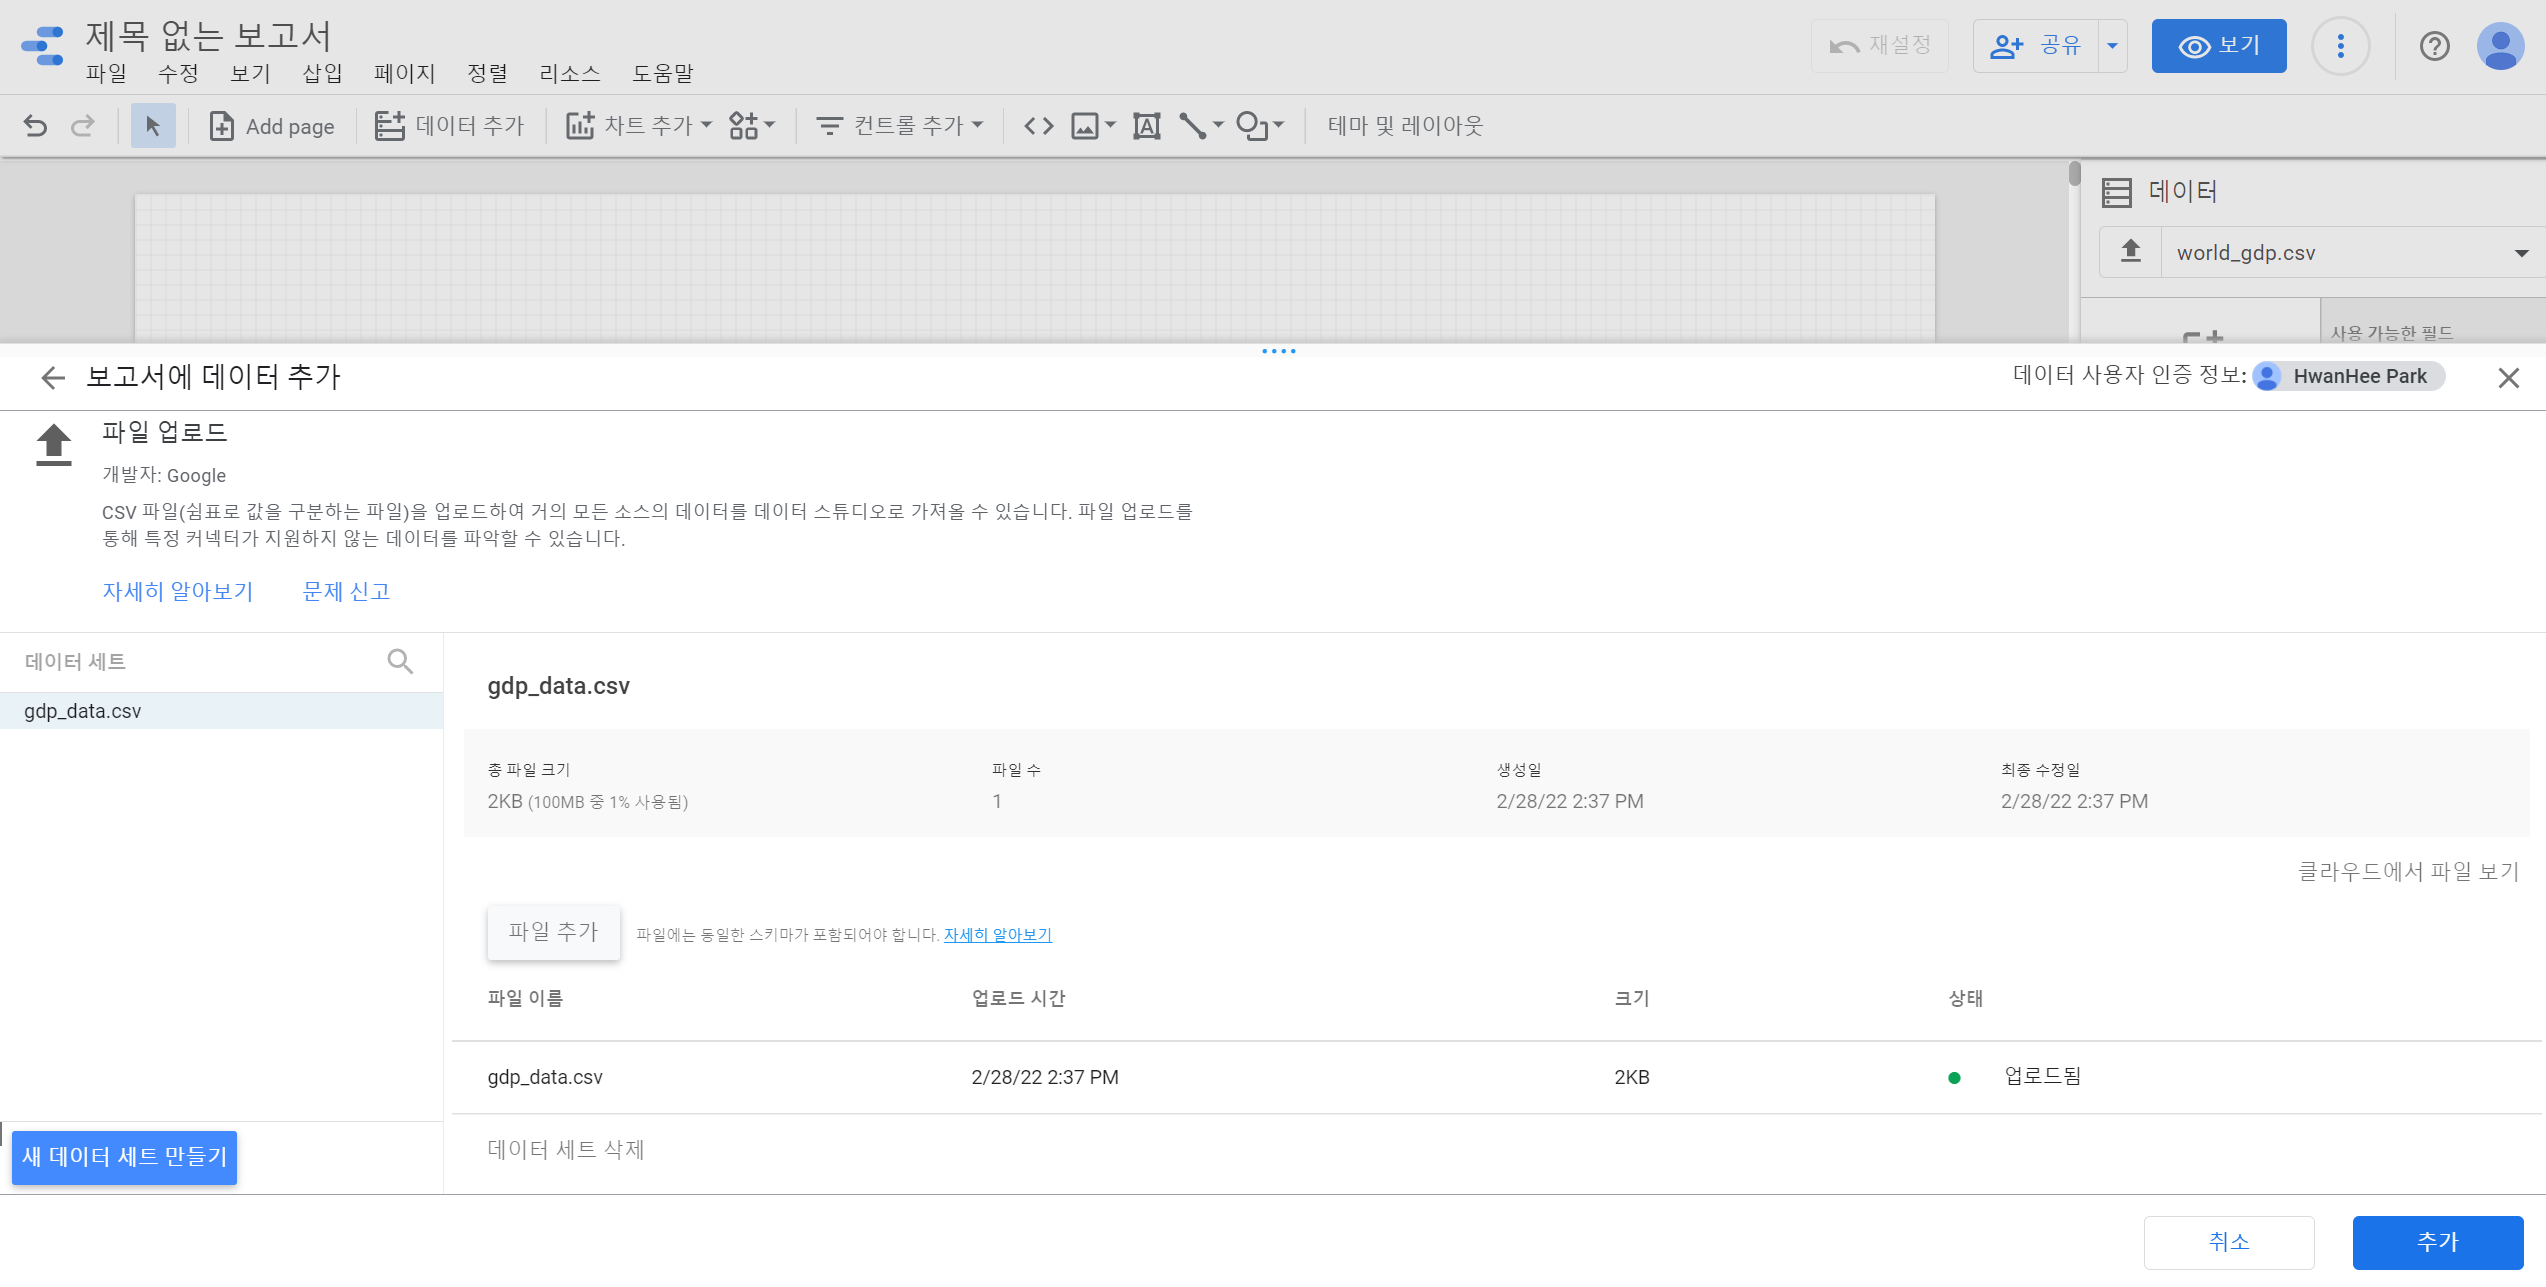 제목 없는 보고서
파일 수정 보기 삽입 페이지 정렬 리소스 도움말
재설정 공유 보기
Add page 데이터 추가 차트 추가 컨트롤 추가 테마 및 레이아웃
데이터
world_gdp.csv
사용 가능한 필드
보고서에 데이터 추가
데이터 사용자 인증 정보: HwanHee Park
파일 업로드
개발자: Google
CSV 파일(쉼표로 값을 구분하는 파일)을 업로드하여 거의 모든 소스의 데이터를 데이터 스튜디오로 가져올 수 있습니다. 파일 업로드를
통해 특정 커넥터가 지원하지 않는 데이터를 파악할 수 있습니다.
자세히 알아보기 문제 신고
데이터 세트
gdp_data.csv
gdp_data.csv
총 파일 크기 파일 수 생성일 최종 수정일
2KB (100MB 중 1% 사용됨) 1 2/28/22 2:37 PM 2/28/22 2:37 PM
클라우드에서 파일 보기
파일 추가 파일에는 동일한 스키마가 포함되어야 합니다. 자세히 알아보기
파일 이름 업로드 시간 크기 상태
gdp_data.csv 2/28/22 2:37 PM 2KB 업로드됨
데이터 세트 삭제
새 데이터 세트 만들기
취소 추가